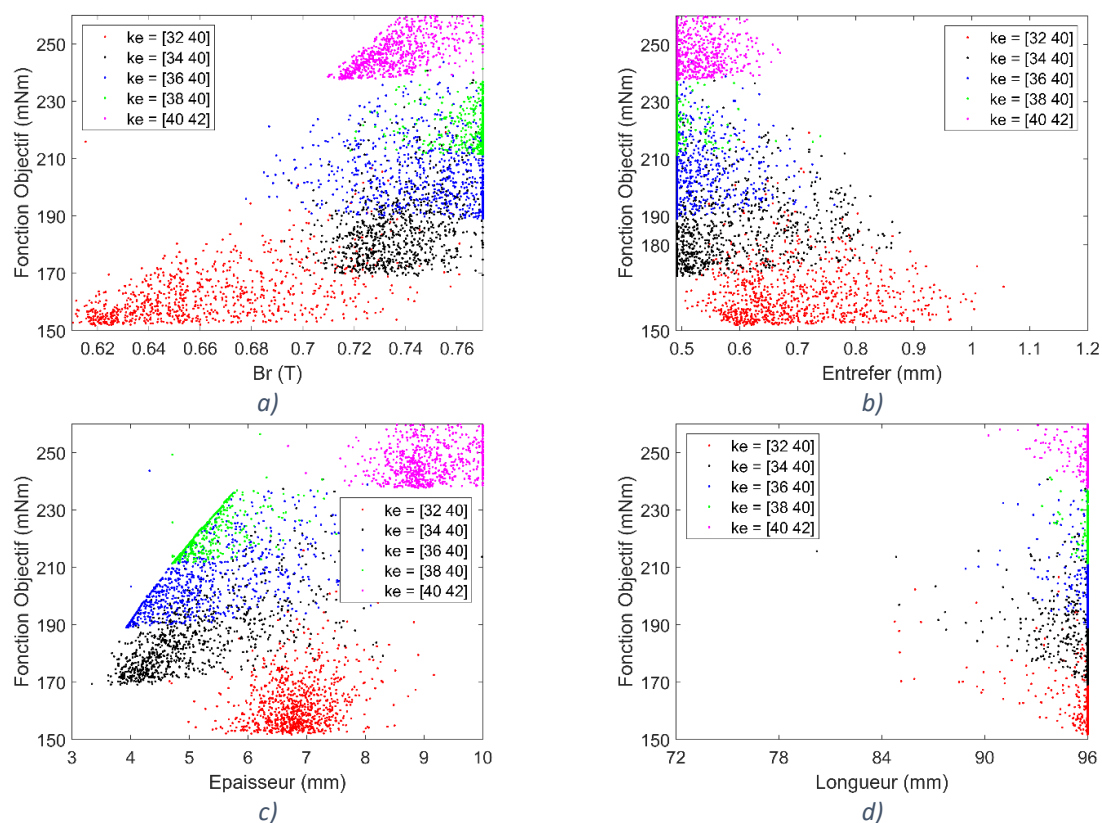 Fonction Objectif (mNm)
250
230
210
190
170
150
ke = [32 40]
ke = [34 40]
ke = [36 40]
ke = [38 40]
ke = [40 42]
0.62 0.64 0.66 0.68 0.7 0.72 0.74 0.76
Br (T)
a)
Fonction Objectif (mNm)
250
230
210
190
180
170
150
ke = [32 40]
ke = [34 40]
ke = [36 40]
ke = [38 40]
ke = [40 42]
0.5 0.6 0.7 0.8 0.9 1 1.1 1.2
Entrefer (mm)
b)
Fonction Objectif (mNm)
250
230
210
190
170
150
ke = [32 40]
ke = [34 40]
ke = [36 40]
ke = [38 40]
ke = [40 42]
3 4 5 6 7 8 9 10
Epaisseur (mm)
c)
Fonction Objectif (mNm)
250
230
210
190
170
150
ke = [32 40]
ke = [34 40]
ke = [36 40]
ke = [38 40]
ke = [40 42]
72 78 84 90 96
Longueur (mm)
d)